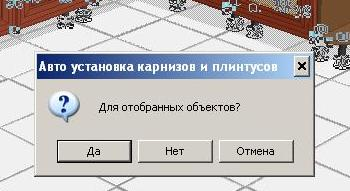 Авто установка карнизов и плинтусов
Для отобранных объектов?
Да Нет Отмена